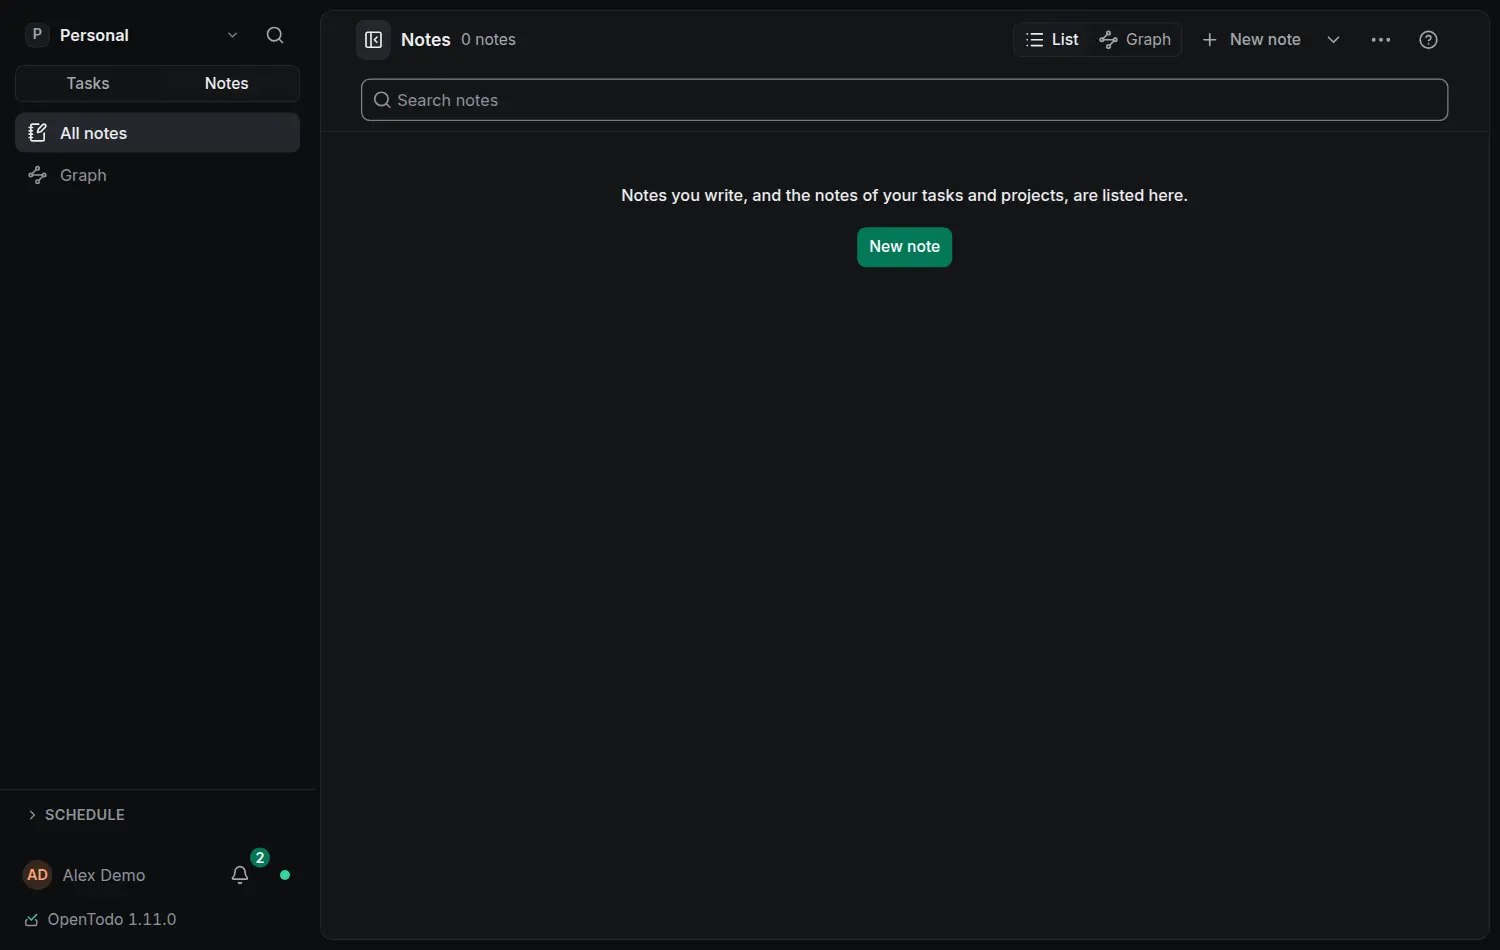 P Personal
Tasks Notes
All notes
Graph
SCHEDULE
AD Alex Demo 2
OpenTodo 1.11.0
Notes 0 notes List Graph New note
Search notes
Notes you write, and the notes of your tasks and projects, are listed here.
New note